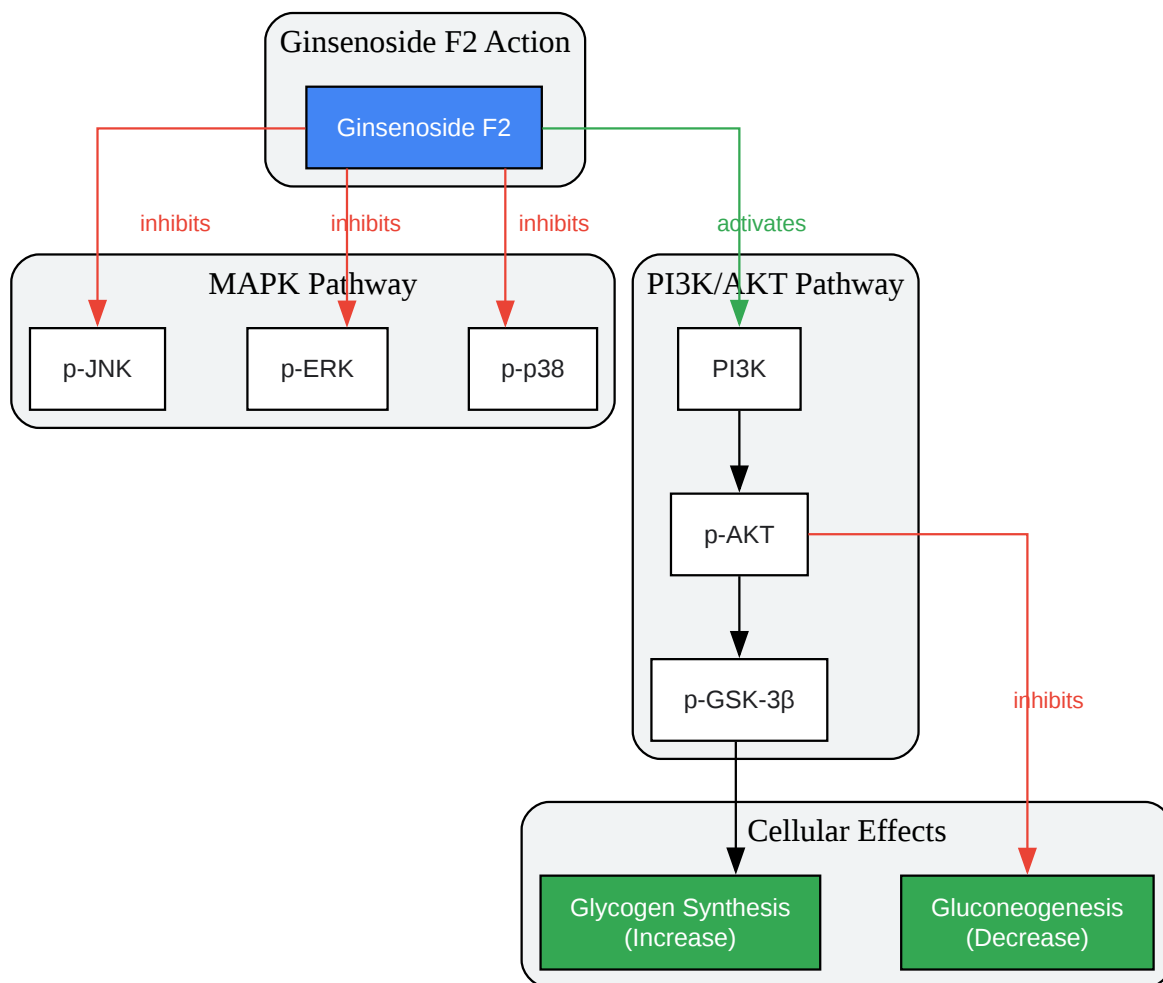 Ginsenoside F2 Action
Ginsenoside F2
inhibits
inhibits
inhibits
activates
MAPK Pathway
PI3K/AKT Pathway
p-JNK
p-ERK
p-p38
PI3K
p-AKT
p-GSK-3β
inhibits
Cellular Effects
Glycogen Synthesis
(Increase)
Gluconeogenesis
(Decrease)